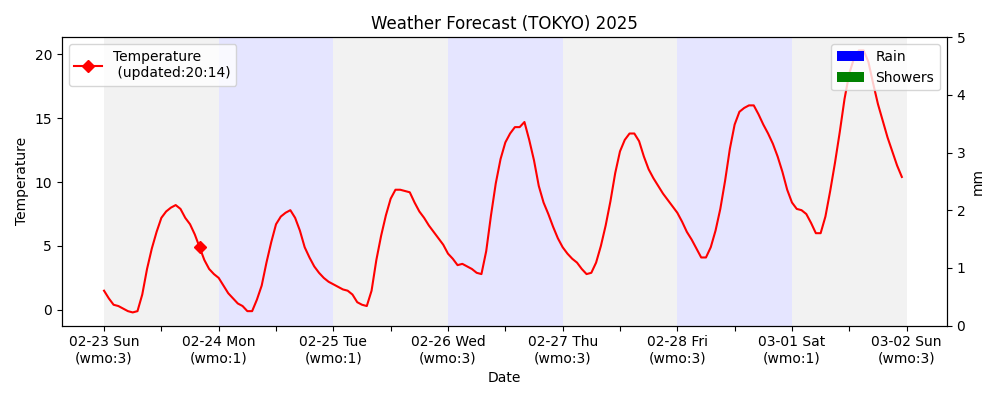 Weather Forecast (TOKYO) 2025
Temperature
(updated:20:14)
Rain
Showers
20
15
10
5
0
Temperature
5
4
3
2
1
0
mm
02-23 Sun 02-24 Mon 02-25 Tue 02-26 Wed 02-27 Thu 02-28 Fri 03-01 Sat 03-02 Sun
(wmo:3) (wmo:1) (wmo:1) (wmo:3) (wmo:3) (wmo:3) (wmo:1) (wmo:3)
Date